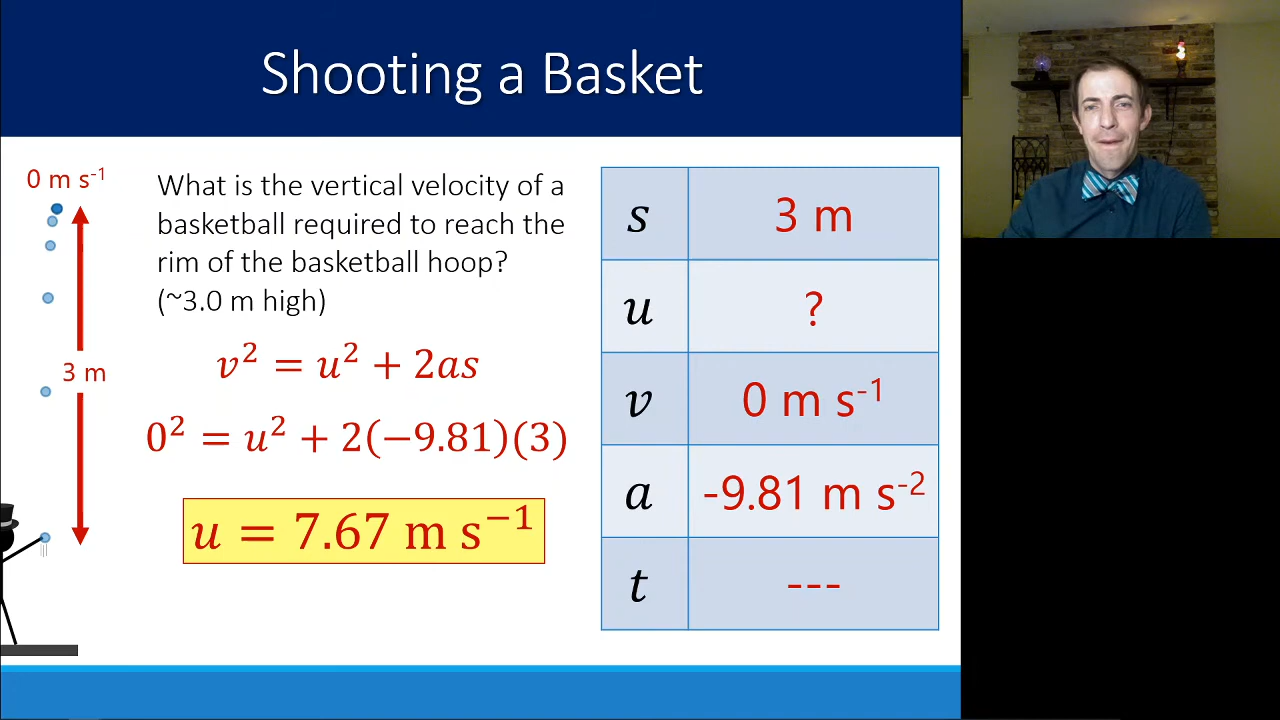 Shooting a Basket
0 m s⁻¹
3 m
What is the vertical velocity of a
basketball required to reach the
rim of the basketball hoop?
(~3.0 m high)
v² = u² + 2as
0² = u² + 2(−9.81)(3)
u = 7.67 m s⁻¹
s 3 m
u ?
v 0 m s⁻¹
a -9.81 m s⁻²
t ---